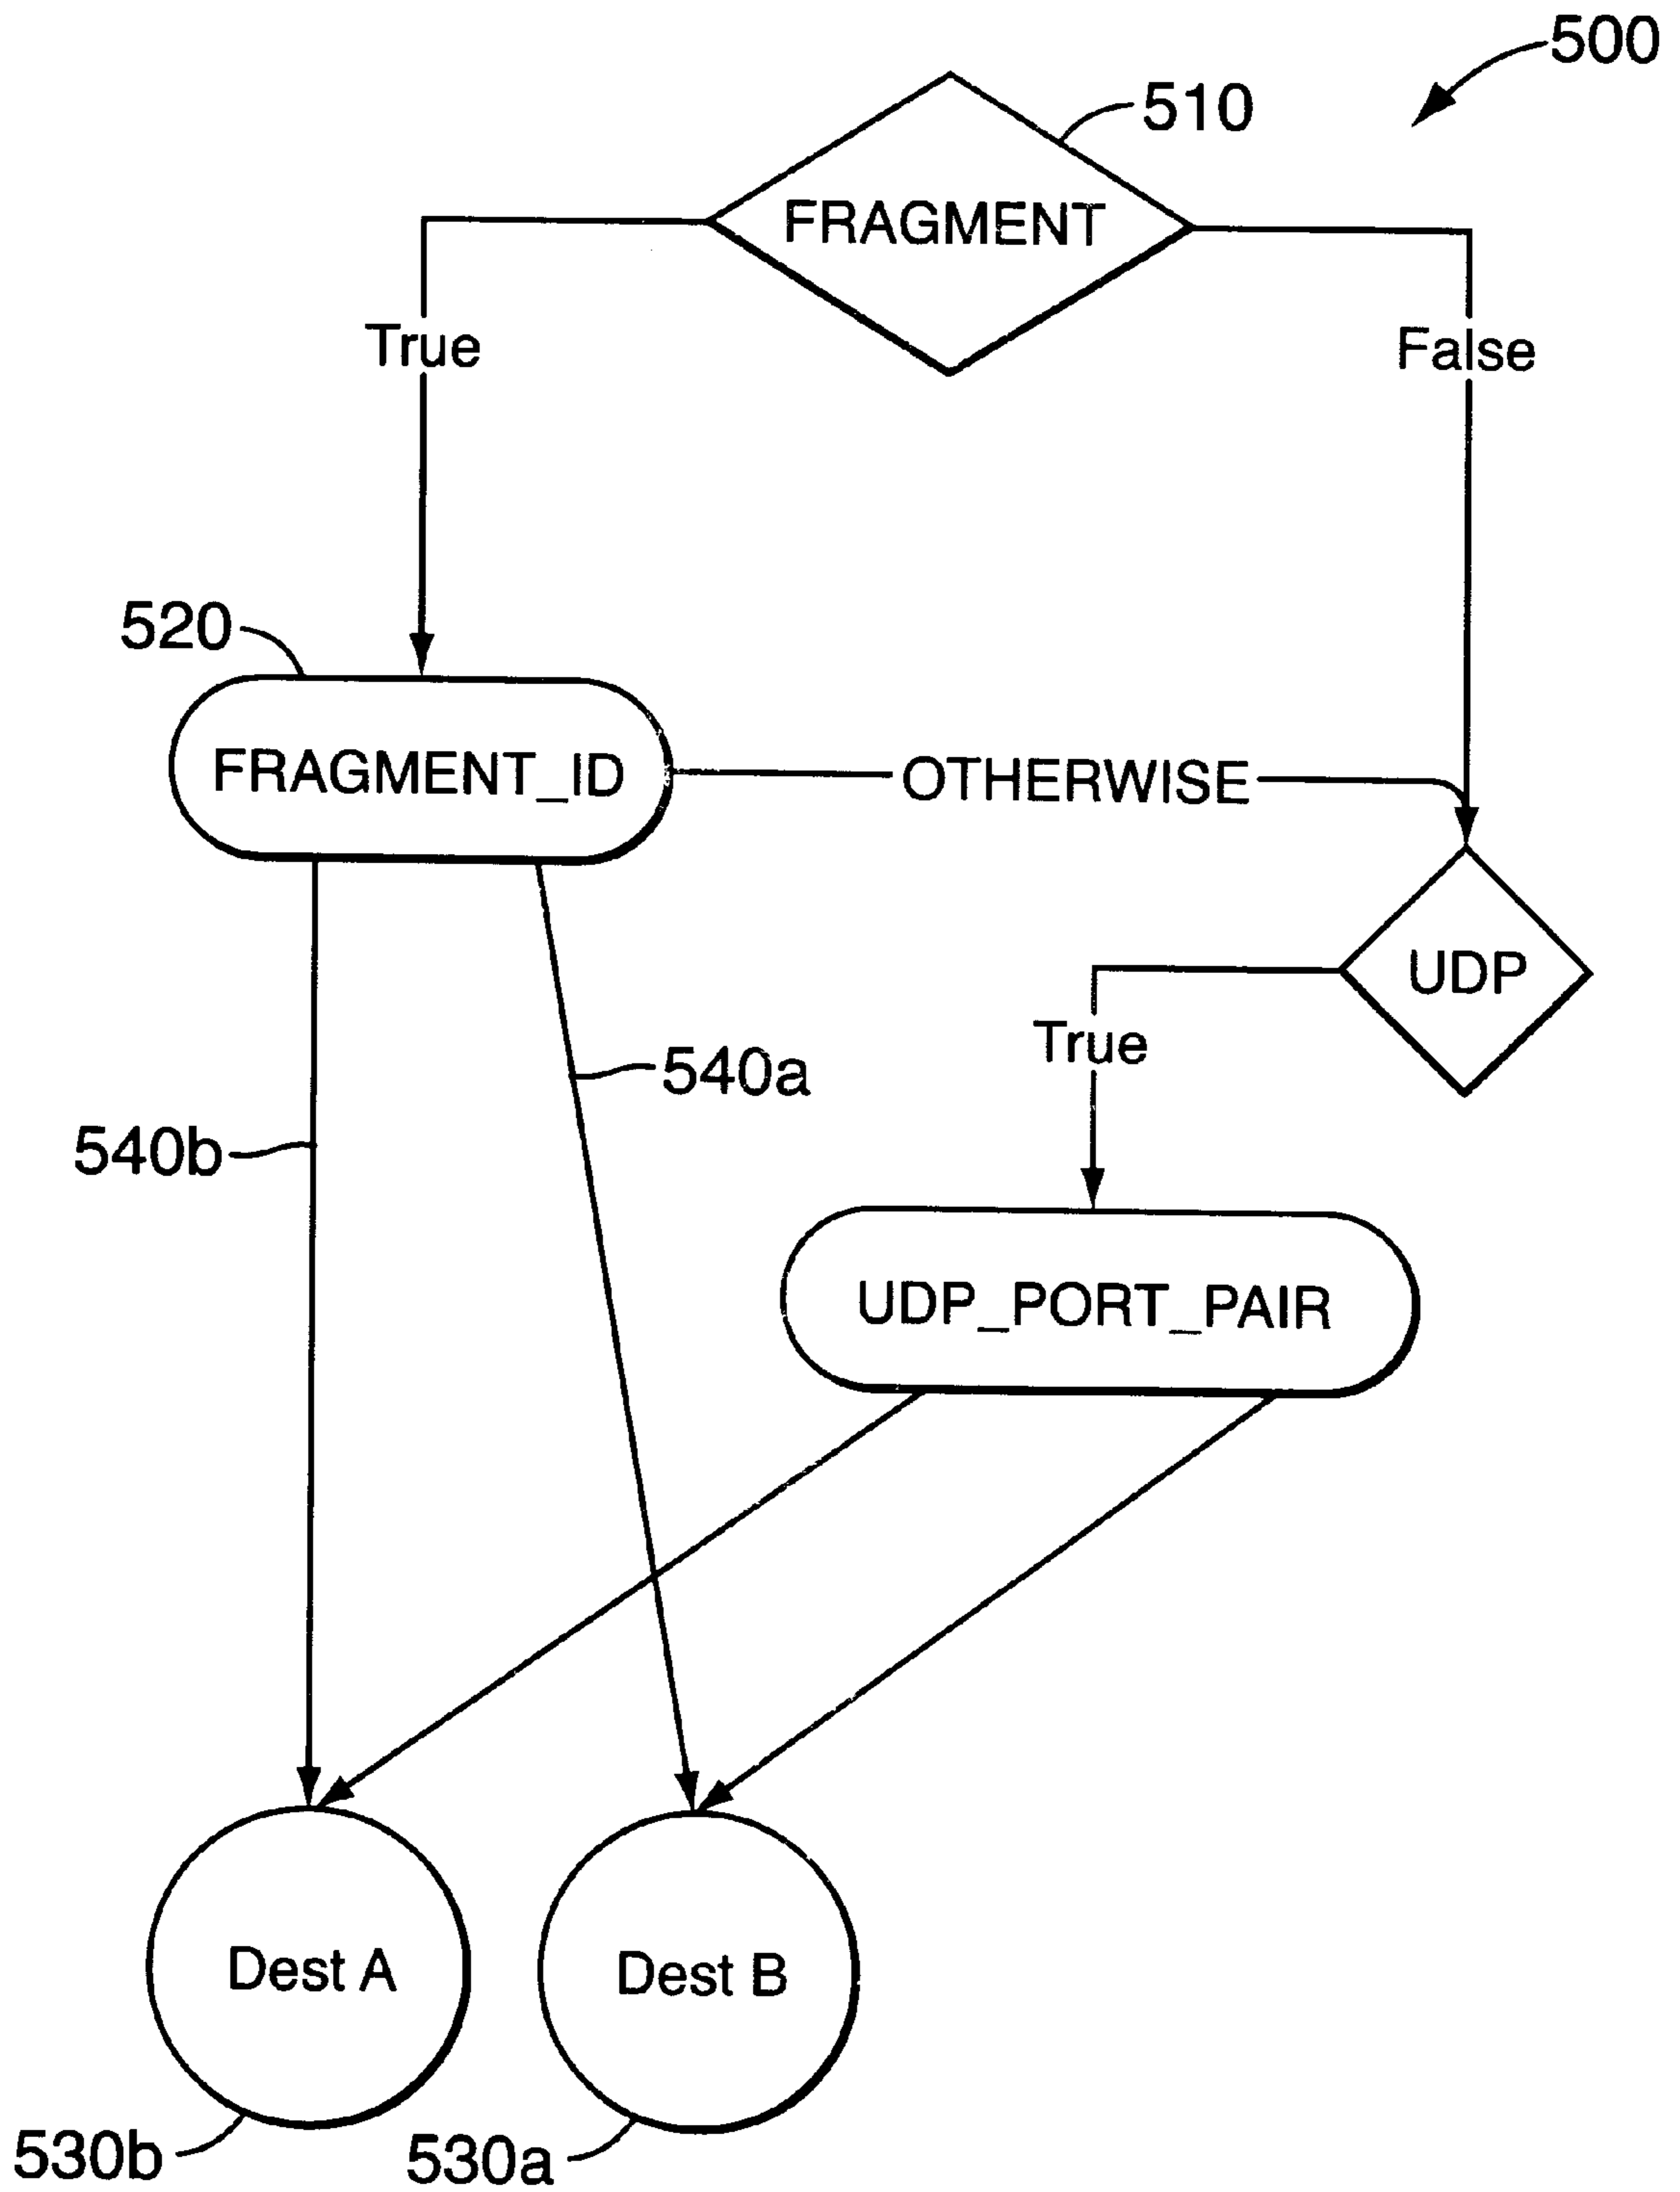 500
510
FRAGMENT
True
False
520
FRAGMENT_ID
OTHERWISE
UDP
True
540a
540b
UDP_PORT_PAIR
Dest A
Dest B
530b
530a